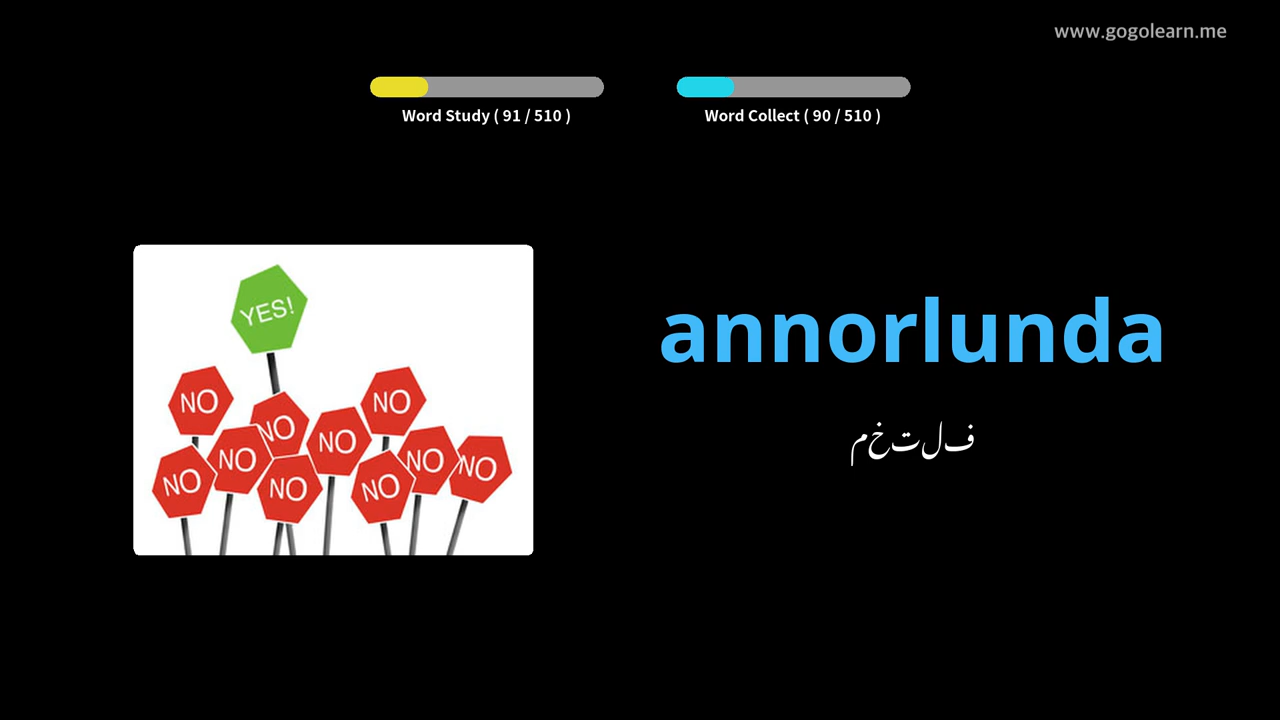 www.gogolearn.me
Word Study ( 91 / 510 )
Word Collect ( 90 / 510 )
YES!
NO
NO
NO
NO
NO
NO
NO
NO
NO
NO
annorlunda
مختلف